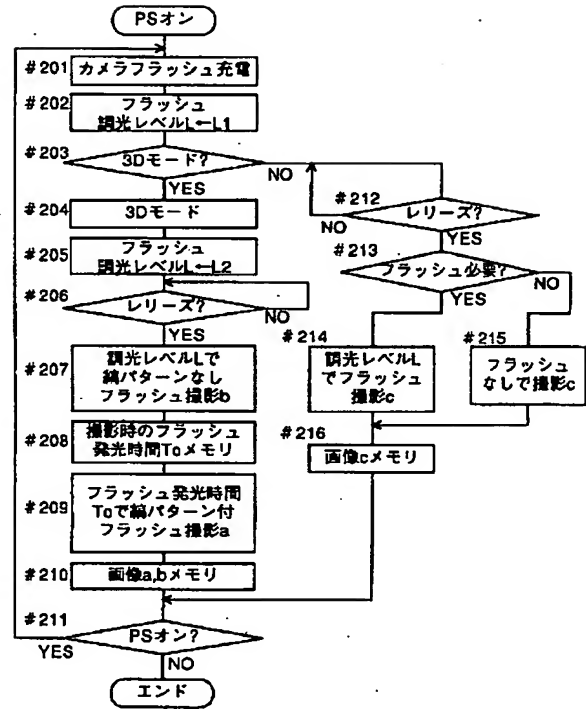 PSオン
#201
カメラフラッシュ充電
#202
フラッシュ
調光レベルL←L1
#203
3Dモード?
NO
YES
#204
3Dモード
#205
フラッシュ
調光レベルL←L2
#206
レリーズ?
NO
YES
#207
調光レベルLで
縞パターンなし
フラッシュ撮影b
#208
撮影時のフラッシュ
発光時間Tcメモリ
#209
フラッシュ発光時間
Tcで縞パターン付
フラッシュ撮影a
#210
画像a,bメモリ
#211
PSオン?
YES
NO
エンド
#212
レリーズ?
NO
YES
#213
フラッシュ必要?
NO
YES
#214
調光レベルL
でフラッシュ
撮影c
#215
フラッシュ
なしで撮影c
#216
画像cメモリ